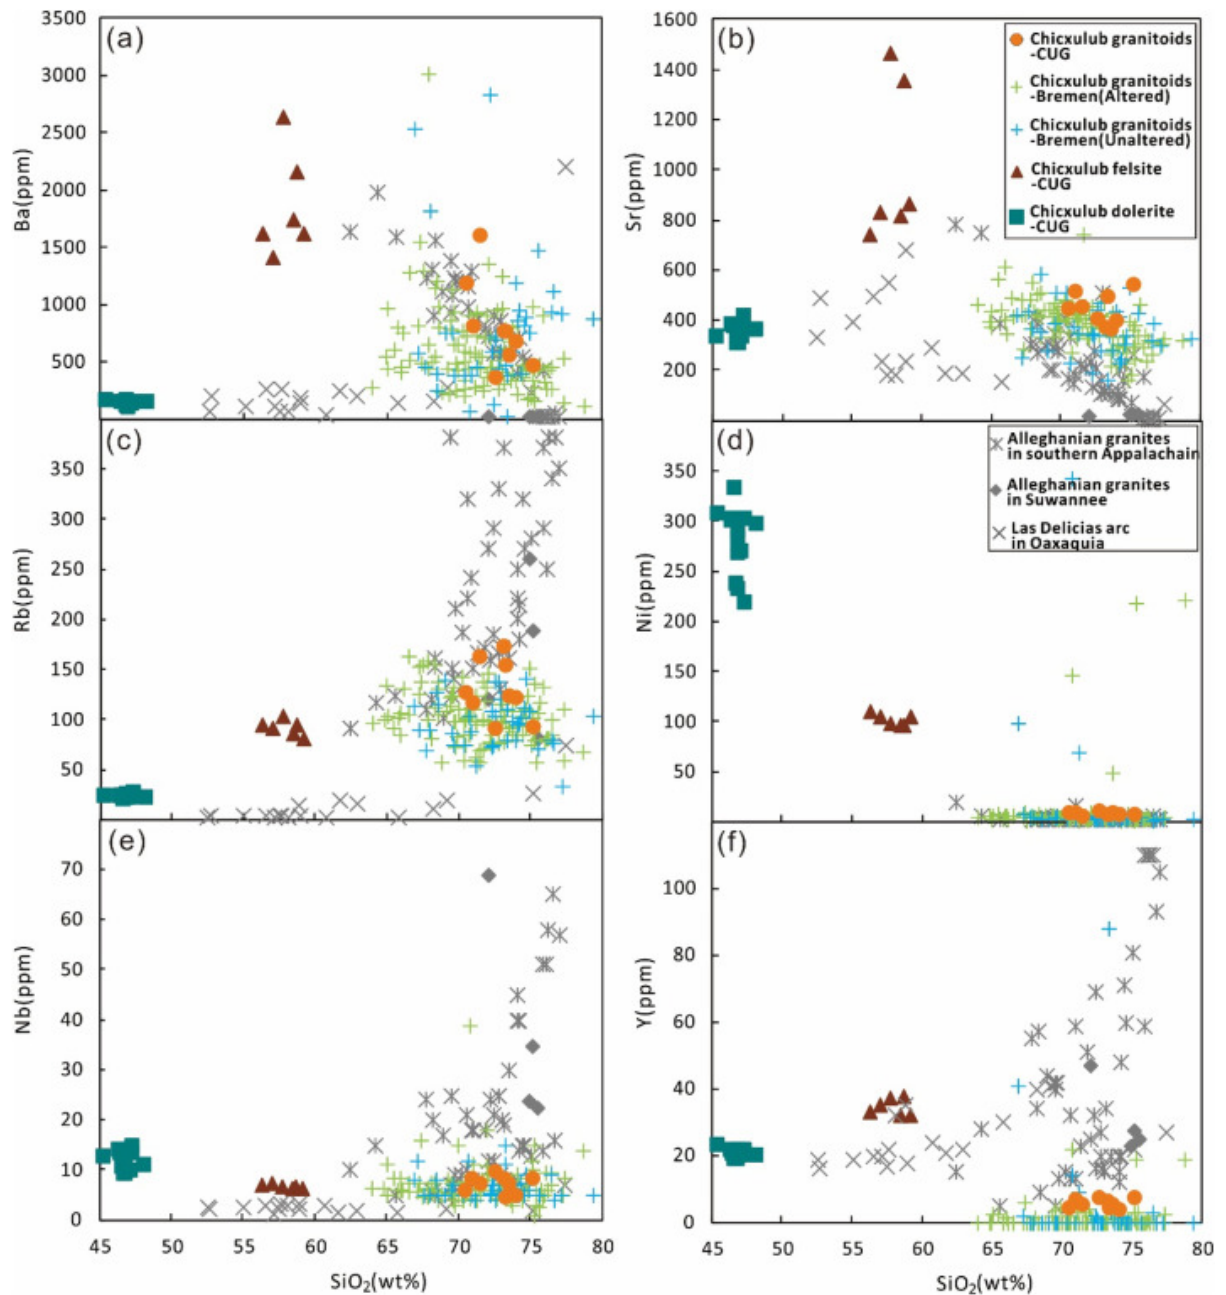 (a)
3500
3000
2500
2000
1500
1000
500
Ba(ppm)
(b)
1600
1400
1200
1000
800
600
400
200
Sr(ppm)
Chicxulub granitoids
-CUG
Chicxulub granitoids
-Bremen(Altered)
Chicxulub granitoids
-Bremen(Unaltered)
Chicxulub felsite
-CUG
Chicxulub dolerite
-CUG
(c)
350
300
250
200
150
100
50
Rb(ppm)
(d)
350
300
250
200
150
100
50
Ni(ppm)
Alleghanian granites
in southern Appalachain
Alleghanian granites
in Suwannee
Las Delicias arc
in Oaxaquia
(e)
70
60
50
40
30
20
10
0
Nb(ppm)
45 50 55 60 65 70 75 80
SiO₂(wt%)
(f)
100
80
60
40
20
0
Y(ppm)
45 50 55 60 65 70 75 80
SiO₂(wt%)